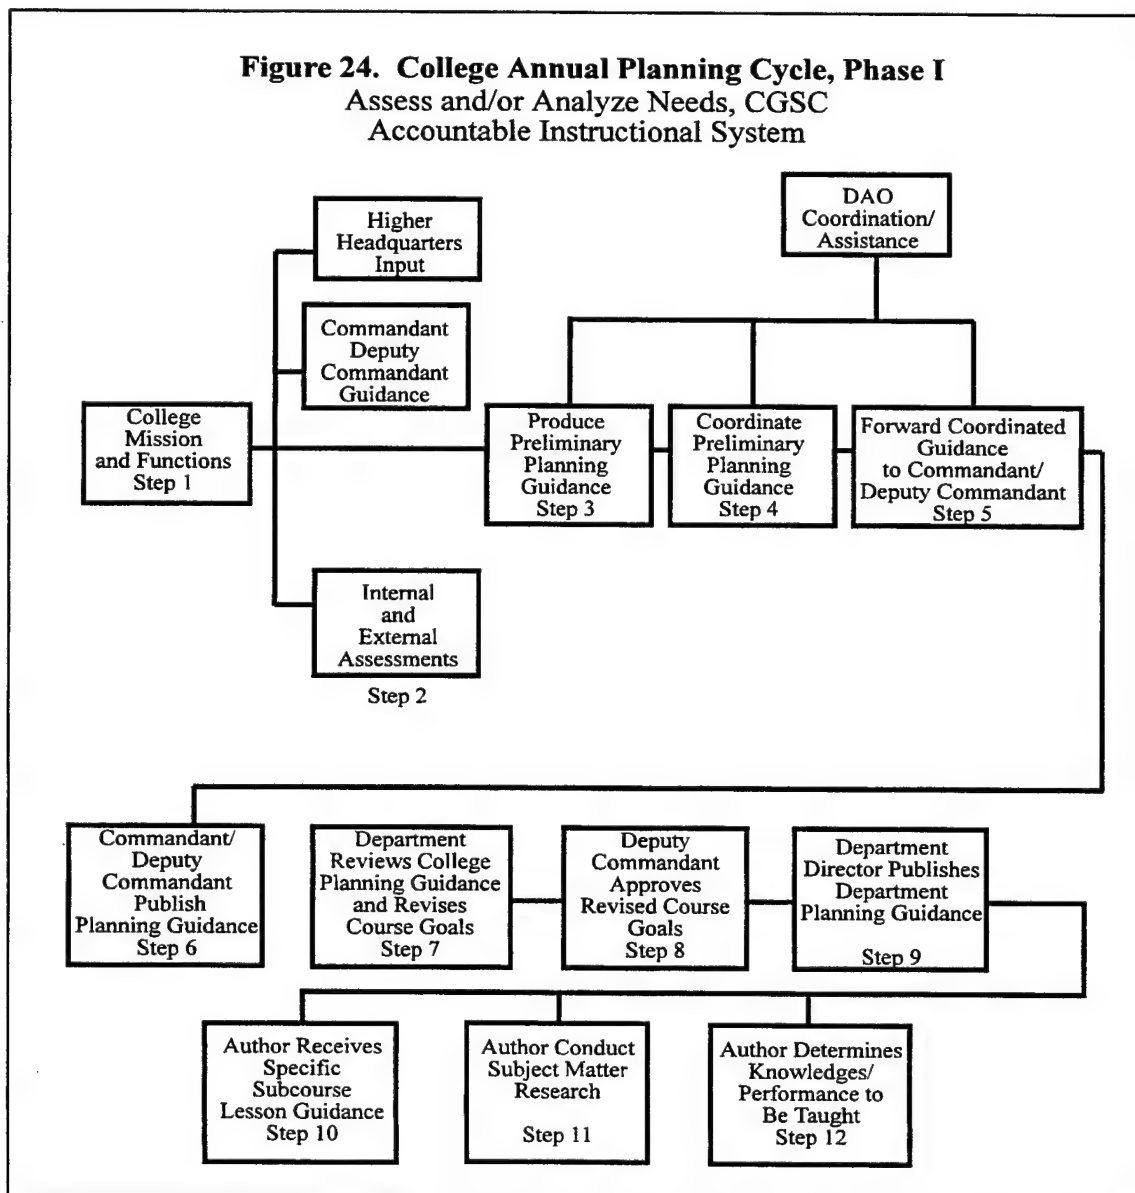 Figure 24. College Annual Planning Cycle, Phase I
Assess and/or Analyze Needs, CGSC
Accountable Instructional System
DAO
Coordination/
Assistance
Higher
Headquarters
Input
Commandant
Deputy
Commandant
Guidance
College
Mission
and Functions
Step 1
Produce
Preliminary
Planning
Guidance
Step 3
Coordinate
Preliminary
Planning
Guidance
Step 4
Forward Coordinated
Guidance
to Commandant/
Deputy Commandant
Step 5
Internal
and
External
Assessments
Step 2
Commandant/
Deputy
Commandant
Publish
Planning Guidance
Step 6
Department
Reviews College
Planning Guidance
and Revises
Course Goals
Step 7
Deputy
Commandant
Approves
Revised Course
Goals
Step 8
Department
Director Publishes
Department
Planning Guidance
Step 9
Author Receives
Specific
Subcourse
Lesson Guidance
Step 10
Author Conduct
Subject Matter
Research
Step 11
Author Determines
Knowledges/
Performance to
Be Taught
Step 12